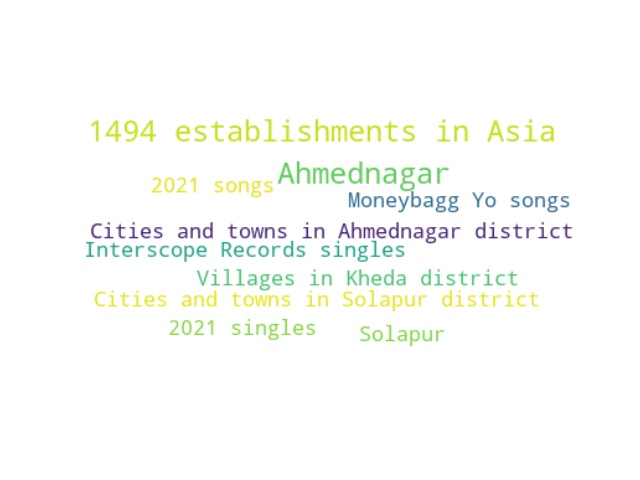 1494 establishments in Asia
Ahmednagar
2021 songs
Moneybagg Yo songs
Cities and towns in Ahmednagar district
Interscope Records singles
Villages in Kheda district
Cities and towns in Solapur district
2021 singles
Solapur